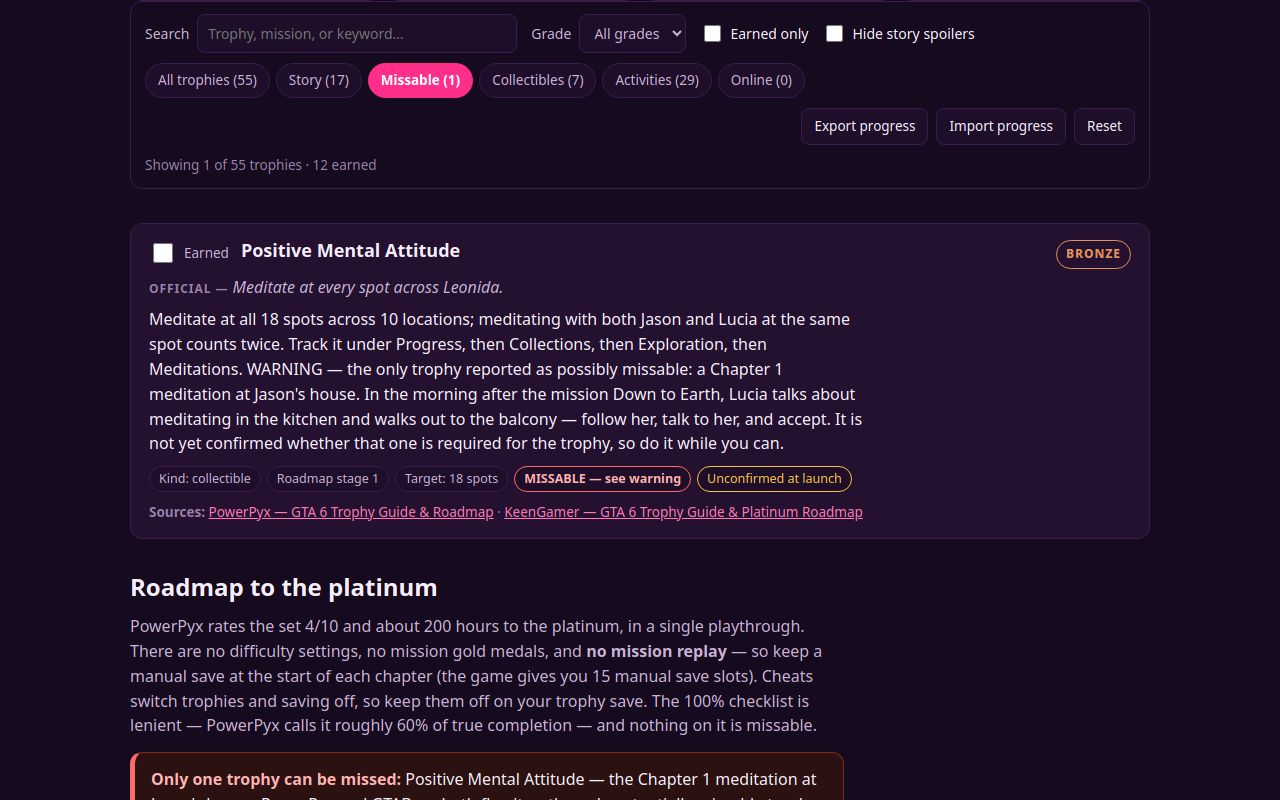 Search Trophy, mission, or keyword... Grade All grades Earned only Hide story spoilers
All trophies (55) Story (17) Missable (1) Collectibles (7) Activities (29) Online (0)
Export progress Import progress Reset
Showing 1 of 55 trophies · 12 earned
Earned Positive Mental Attitude BRONZE
OFFICIAL — Meditate at every spot across Leonida.
Meditate at all 18 spots across 10 locations; meditating with both Jason and Lucia at the same
spot counts twice. Track it under Progress, then Collections, then Exploration, then
Meditations. WARNING — the only trophy reported as possibly missable: a Chapter 1
meditation at Jason's house. In the morning after the mission Down to Earth, Lucia talks about
meditating in the kitchen and walks out to the balcony — follow her, talk to her, and accept. It is
not yet confirmed whether that one is required for the trophy, so do it while you can.
Kind: collectible Roadmap stage 1 Target: 18 spots MISSABLE — see warning Unconfirmed at launch
Sources: PowerPyx — GTA 6 Trophy Guide & Roadmap · KeenGamer — GTA 6 Trophy Guide & Platinum Roadmap
Roadmap to the platinum
PowerPyx rates the set 4/10 and about 200 hours to the platinum, in a single playthrough.
There are no difficulty settings, no mission gold medals, and no mission replay — so keep a
manual save at the start of each chapter (the game gives you 15 manual save slots). Cheats
switch trophies and saving off, so keep them off on your trophy save. The 100% checklist is
lenient — PowerPyx calls it roughly 60% of true completion — and nothing on it is missable.
Only one trophy can be missed: Positive Mental Attitude — the Chapter 1 meditation at